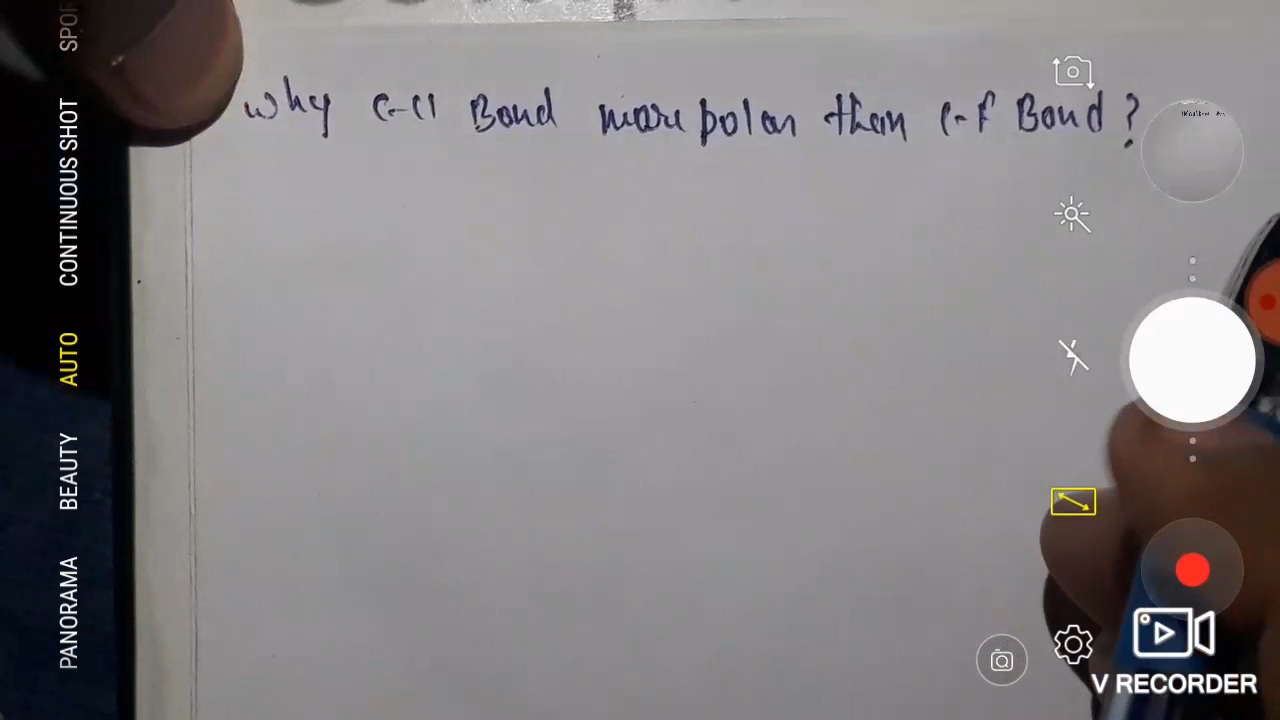 Why C-Cl Bond more polar than C-F Bond?
SPOR
CONTINUOUS SHOT
AUTO
BEAUTY
PANORAMA
V RECORDER